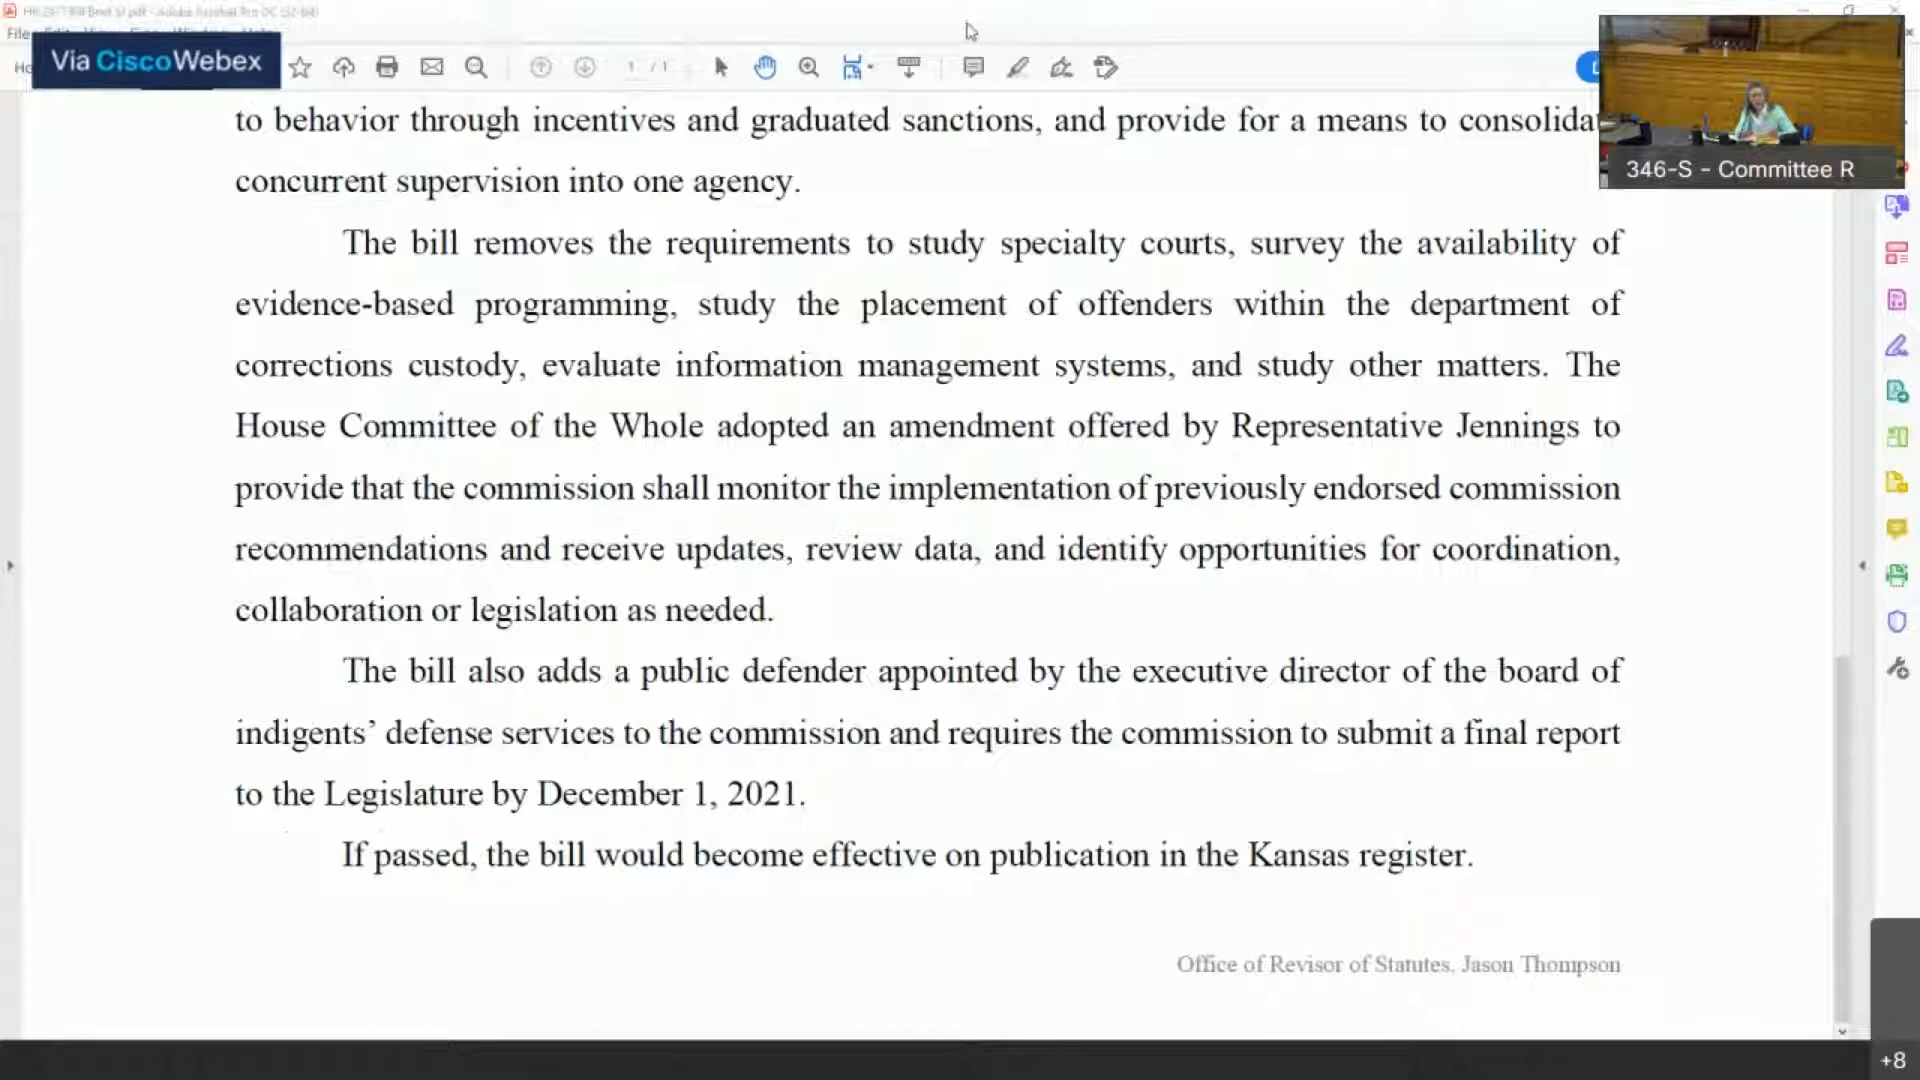 Via CiscoWebex
1 / 1
346-S - Committee R
to behavior through incentives and graduated sanctions, and provide for a means to consolida
concurrent supervision into one agency.
The bill removes the requirements to study specialty courts, survey the availability of
evidence-based programming, study the placement of offenders within the department of
corrections custody, evaluate information management systems, and study other matters. The
House Committee of the Whole adopted an amendment offered by Representative Jennings to
provide that the commission shall monitor the implementation of previously endorsed commission
recommendations and receive updates, review data, and identify opportunities for coordination,
collaboration or legislation as needed.
The bill also adds a public defender appointed by the executive director of the board of
indigents’ defense services to the commission and requires the commission to submit a final report
to the Legislature by December 1, 2021.
If passed, the bill would become effective on publication in the Kansas register.
Office of Revisor of Statutes, Jason Thompson
+8